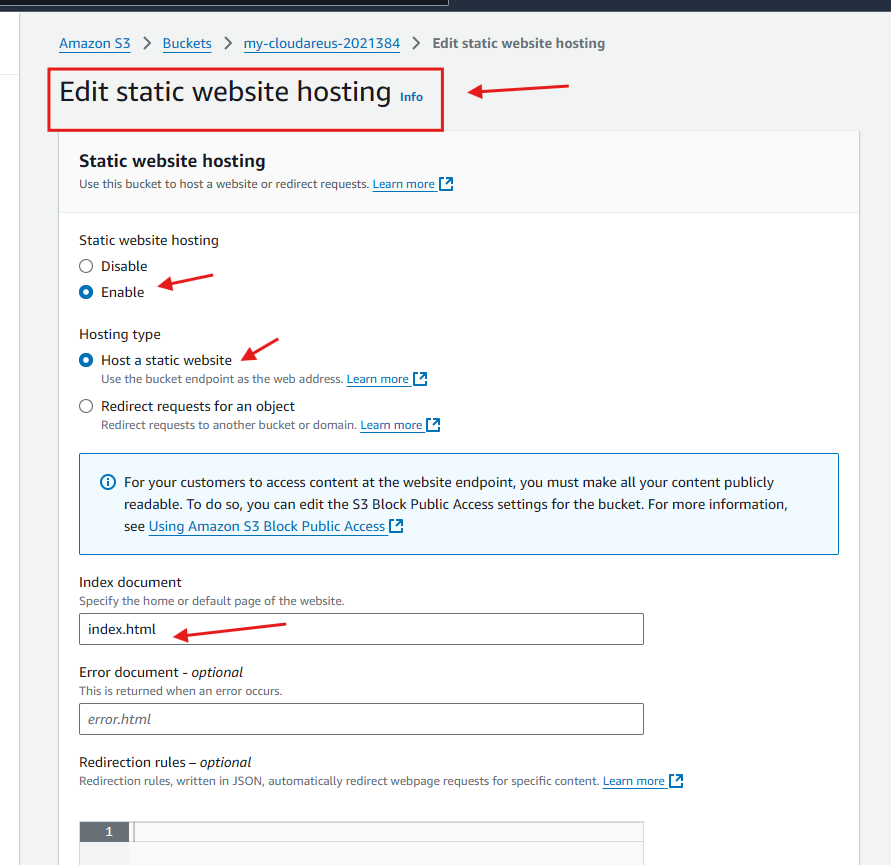 Amazon S3 > Buckets > my-cloudareus-2021384 > Edit static website hosting
Edit static website hosting Info
Static website hosting
Use this bucket to host a website or redirect requests. Learn more
Static website hosting
Disable
Enable
Hosting type
Host a static website
Use the bucket endpoint as the web address. Learn more
Redirect requests for an object
Redirect requests to another bucket or domain. Learn more
For your customers to access content at the website endpoint, you must make all your content publicly
readable. To do so, you can edit the S3 Block Public Access settings for the bucket. For more information,
see Using Amazon S3 Block Public Access
Index document
Specify the home or default page of the website.
index.html
Error document - optional
This is returned when an error occurs.
error.html
Redirection rules – optional
Redirection rules, written in JSON, automatically redirect webpage requests for specific content. Learn more
1